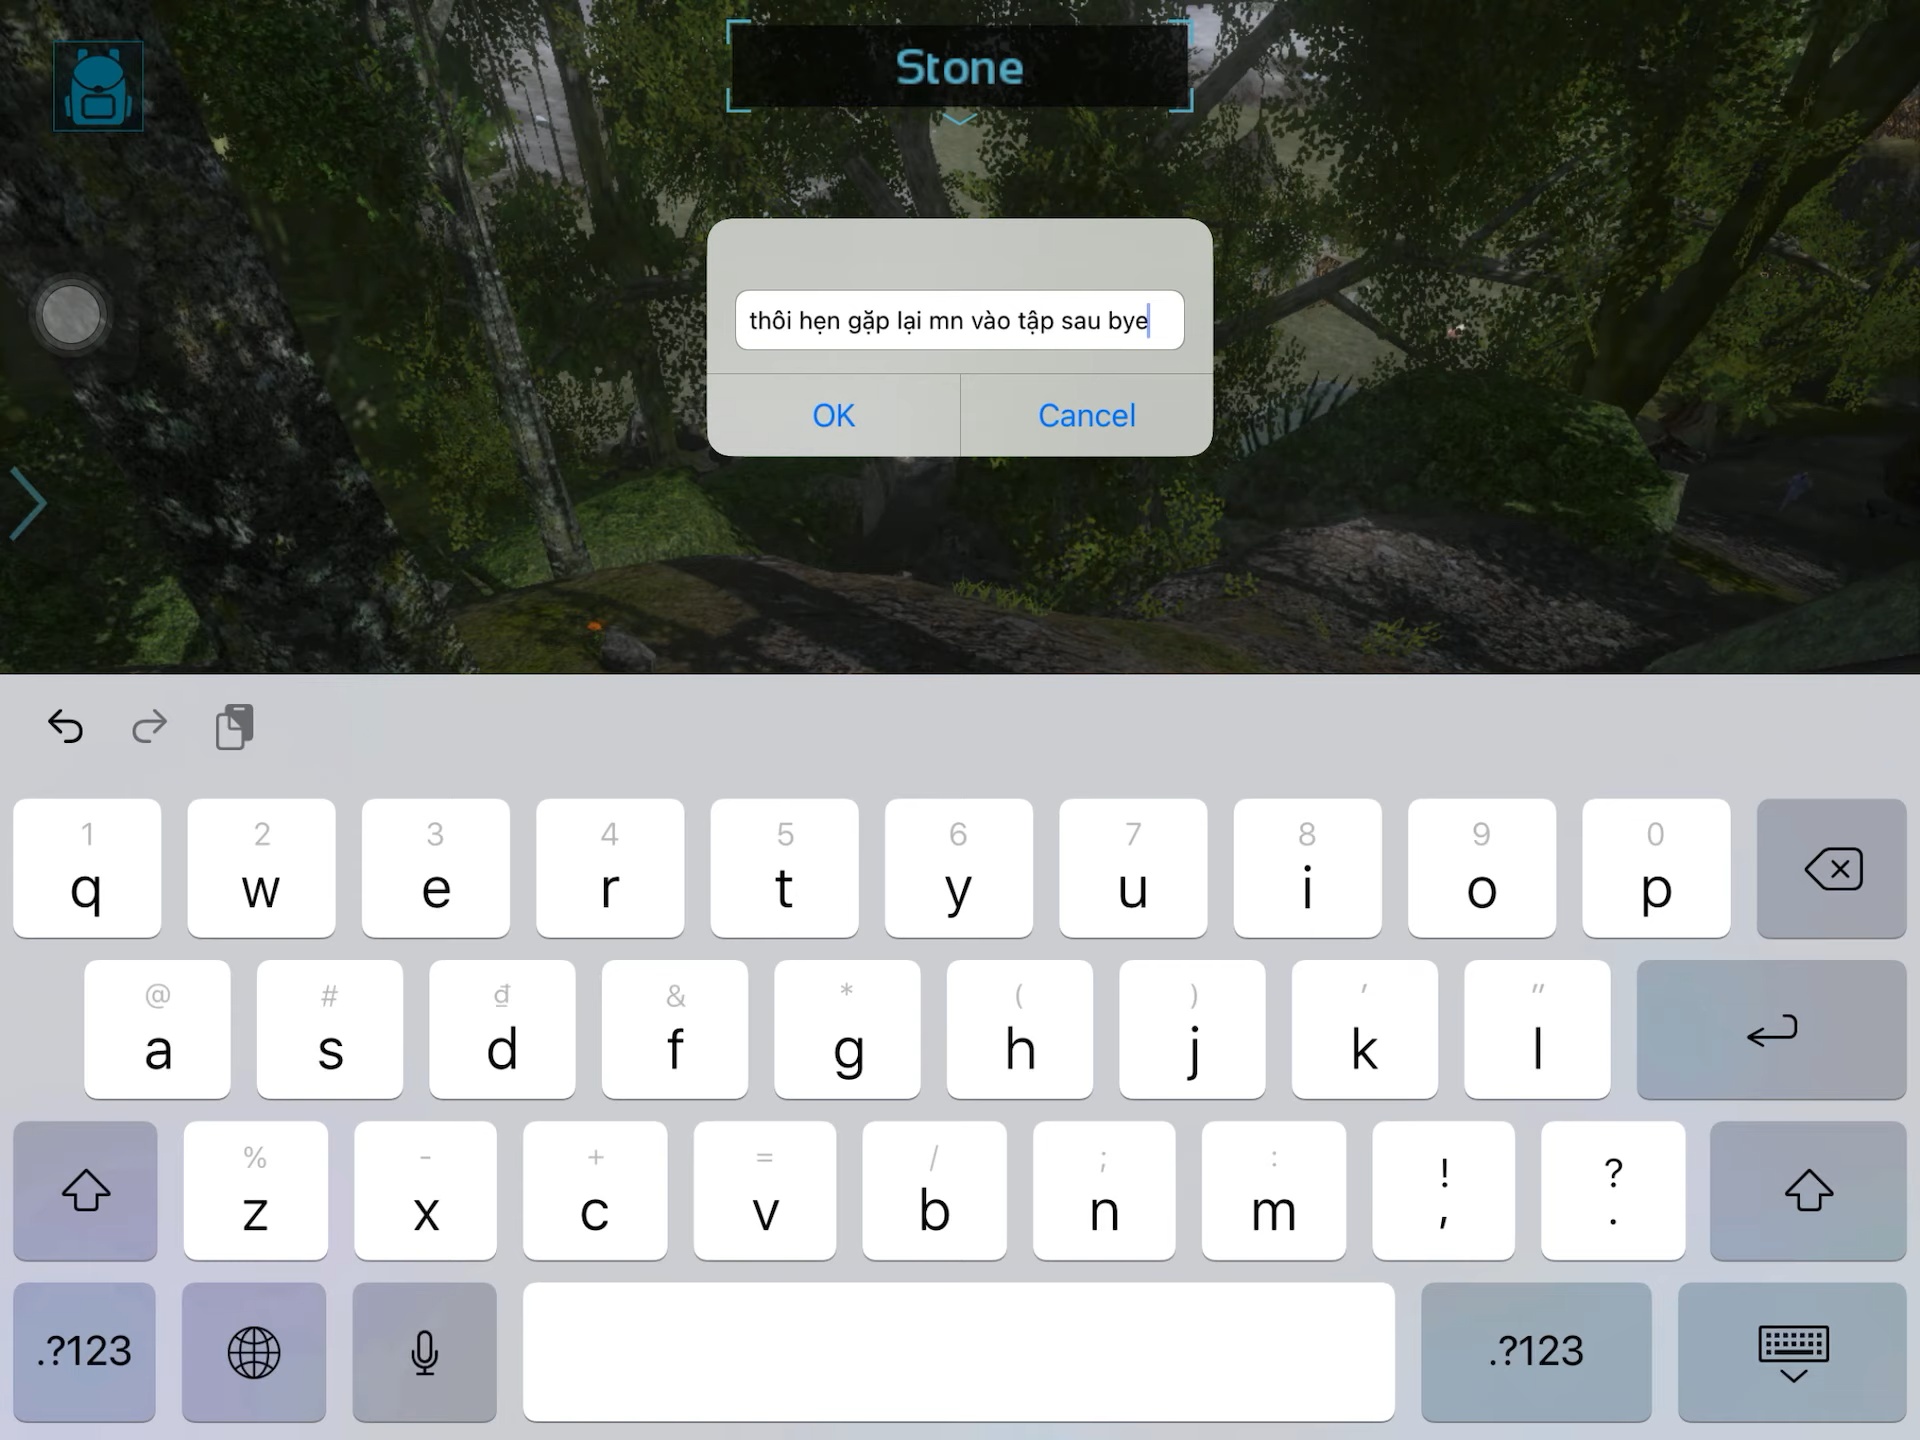 Stone
thôi hẹn gặp lại mn vào tập sau bye
OK Cancel
1 2 3 4 5 6 7 8 9 0
q w e r t y u i o p
@ # ₫ & * ( ) ' "
a s d f g h j k l
% - + = / ; : ! ?
z x c v b n m , .
.?123 .?123